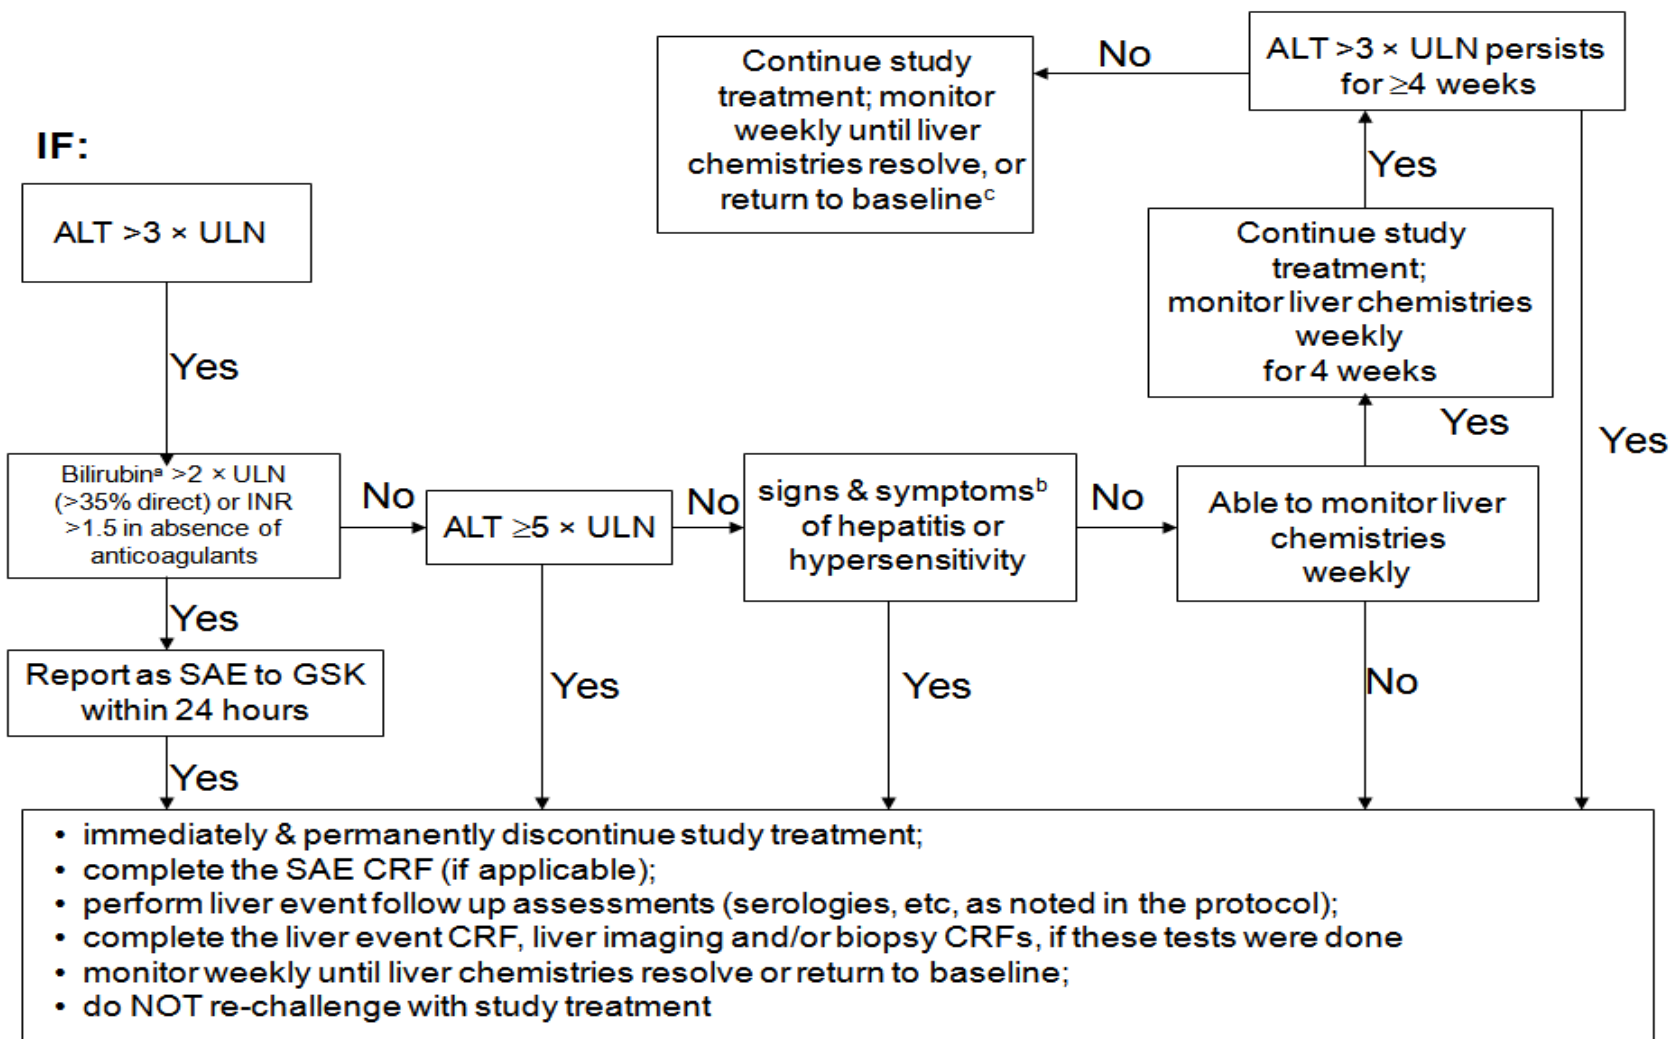 IF:
ALT >3 × ULN
Yes
Bilirubinᵃ >2 × ULN
(>35% direct) or INR
>1.5 in absence of
anticoagulants
Yes
Report as SAE to GSK
within 24 hours
Yes
No
ALT ≥5 × ULN
Yes
No
signs & symptomsᵇ
of hepatitis or
hypersensitivity
Yes
No
Able to monitor liver
chemistries
weekly
No
Yes
Continue study
treatment;
monitor liver chemistries
weekly
for 4 weeks
Yes
ALT >3 × ULN persists
for ≥4 weeks
Yes
No
Continue study
treatment; monitor
weekly until liver
chemistries resolve, or
return to baselineᶜ
• immediately & permanently discontinue study treatment;
• complete the SAE CRF (if applicable);
• perform liver event follow up assessments (serologies, etc, as noted in the protocol);
• complete the liver event CRF, liver imaging and/or biopsy CRFs, if these tests were done
• monitor weekly until liver chemistries resolve or return to baseline;
• do NOT re-challenge with study treatment